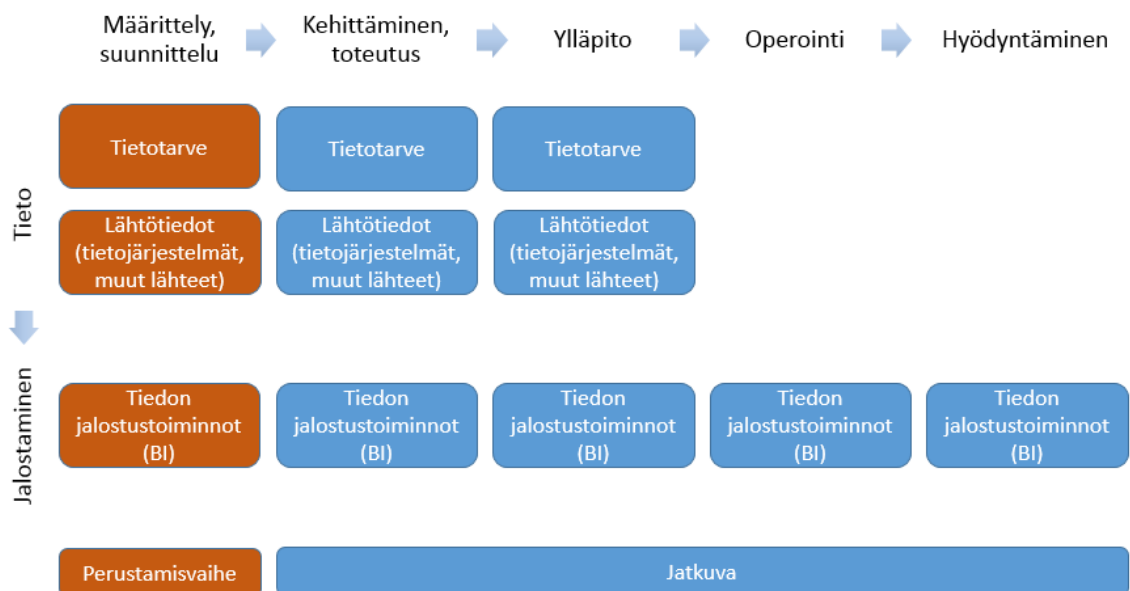 Määrittely,
suunnittelu
Kehittäminen,
toteutus
Ylläpito
Operointi
Hyödyntäminen
Tieto
Tietotarve
Tietotarve
Tietotarve
Lähtötiedot
(tietojärjestelmät,
muut lähteet)
Lähtötiedot
(tietojärjestelmät,
muut lähteet)
Lähtötiedot
(tietojärjestelmät,
muut lähteet)
Jalostaminen
Tiedon
jalostustoiminnot
(BI)
Tiedon
jalostustoiminnot
(BI)
Tiedon
jalostustoiminnot
(BI)
Tiedon
jalostustoiminnot
(BI)
Tiedon
jalostustoiminnot
(BI)
Perustamisvaihe
Jatkuva